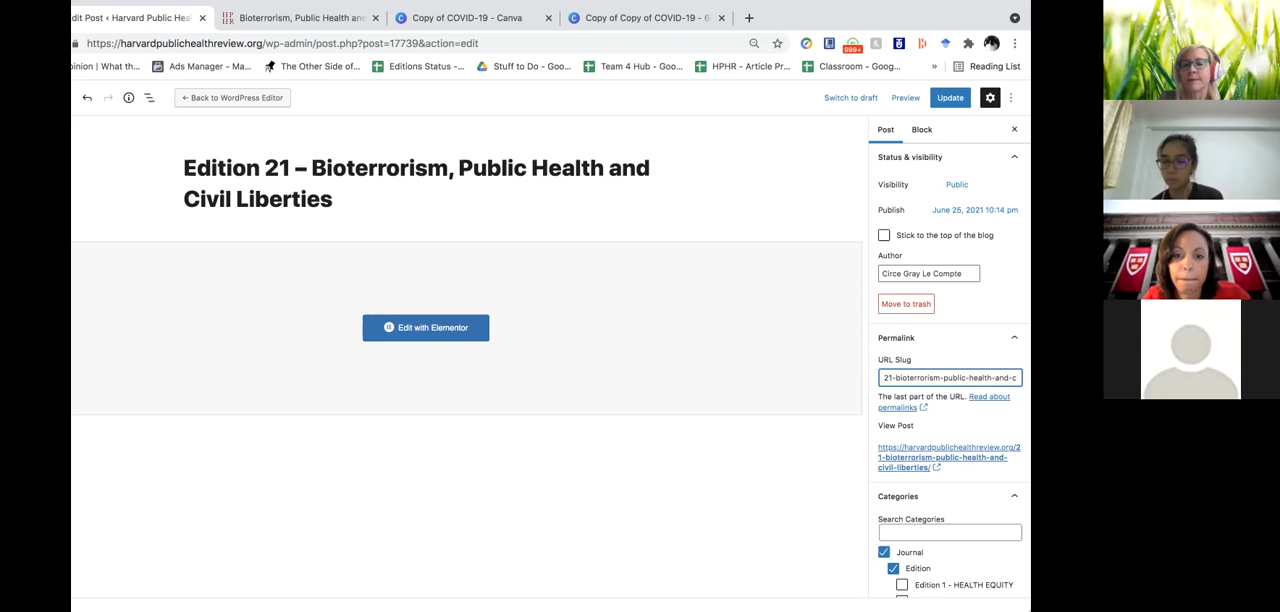 dit Post ‹ Harvard Public Hea
Bioterrorism, Public Health and
Copy of COVID-19 - Canva
Copy of Copy of COVID-19 - 6
https://harvardpublichealthreview.org/wp-admin/post.php?post=17739&action=edit
999+
pinion | What th...
Ads Manager - Ma...
The Other Side of...
Editions Status -...
Stuff to Do - Goo...
Team 4 Hub - Goo...
HPHR - Article Pr...
Classroom - Goog...
»
Reading List
← Back to WordPress Editor
Switch to draft
Preview
Update
Edition 21 – Bioterrorism, Public Health and
Civil Liberties
Edit with Elementor
Post
Block
Status & visibility
Visibility
Public
Publish
June 25, 2021 10:14 pm
Stick to the top of the blog
Author
Circe Gray Le Compte
Move to trash
Permalink
URL Slug
21-bioterrorism-public-health-and-c
The last part of the URL. Read about
permalinks
View Post
https://harvardpublichealthreview.org/2
1-bioterrorism-public-health-and-
civil-liberties/
Categories
Search Categories
Journal
Edition
Edition 1 - HEALTH EQUITY